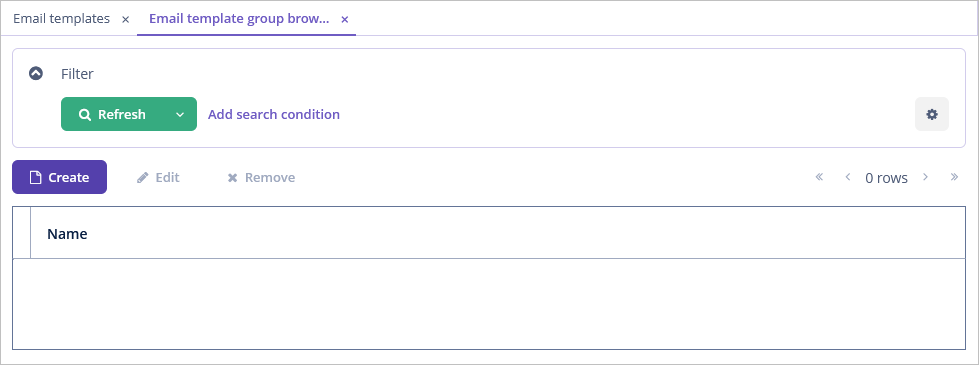 Email templates × Email template group brow... ×
Filter
Refresh Add search condition
Create Edit Remove 0 rows
Name